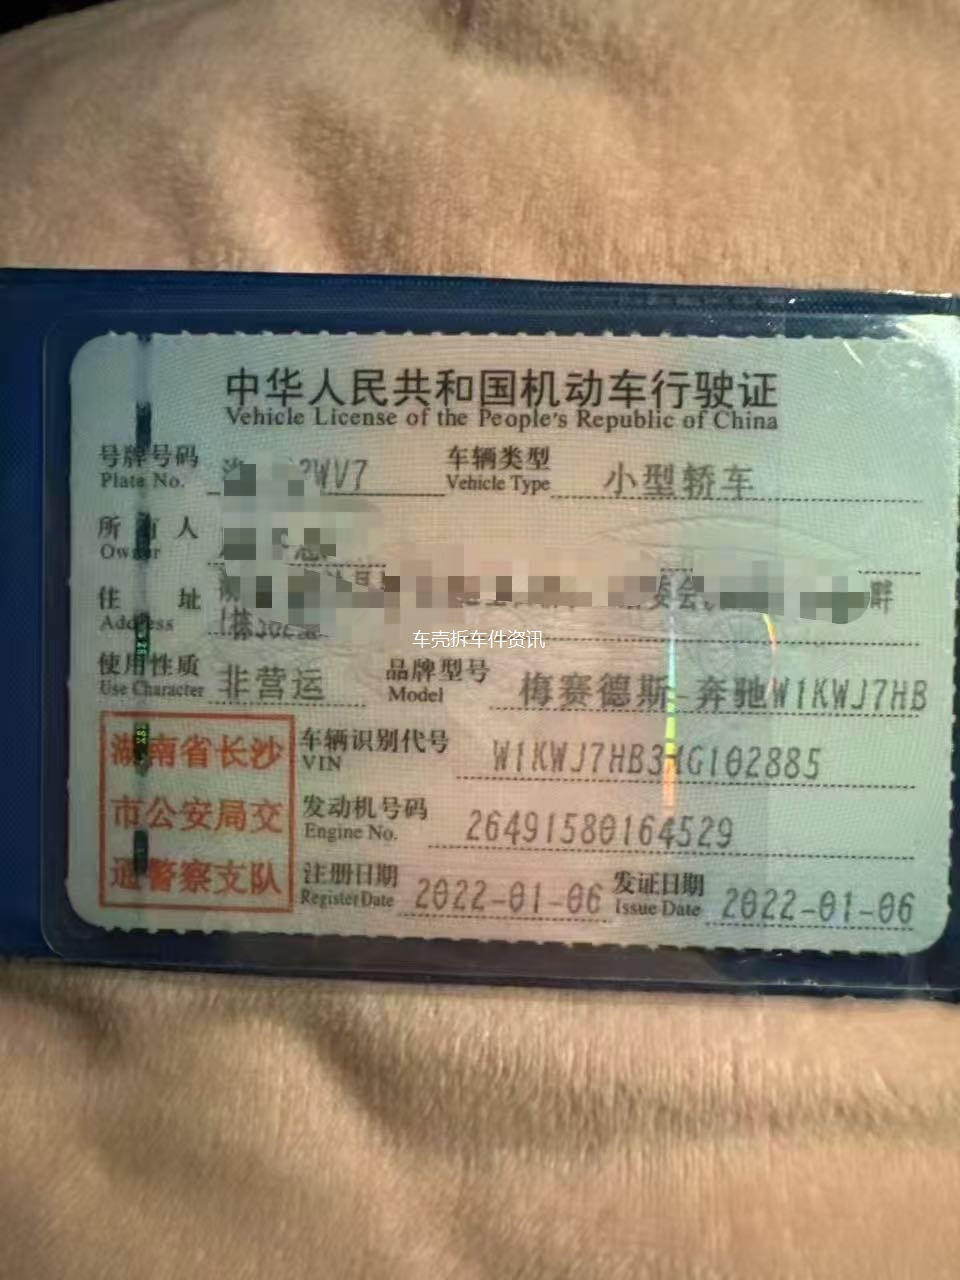 中华人民共和国机动车行驶证
Vehicle License of the People's Republic of China
号牌号码 WV7 车辆类型 小型轿车
Plate No. Vehicle Type
所有人
Owner
住址
Address
车壳拆车件资讯
使用性质 非营运 品牌型号 梅赛德斯-奔驰W1KWJ7HB
Use Character Model
湖南省长沙
市公安局交
通警察支队
车辆识别代号 W1KWJ7HB3 G102885
VIN
发动机号码 26491580164529
Engine No.
注册日期 2022-01-06 发证日期 2022-01-06
Register Date Issue Date